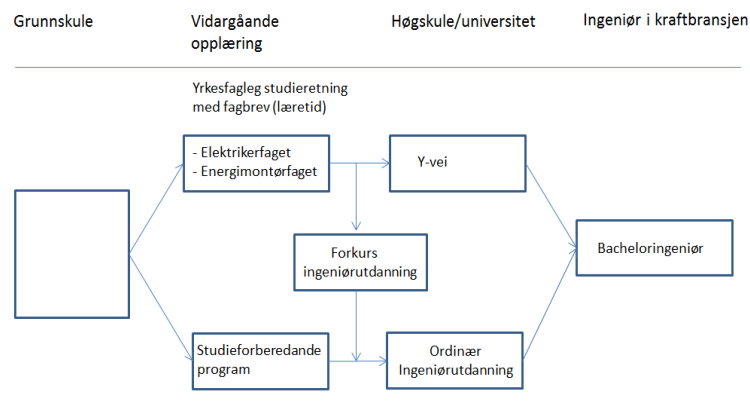 Grunnskule
Vidargåande
opplæring
Høgskule/universitet
Ingeniør i kraftbransjen
Yrkesfagleg studieretning
med fagbrev (læretid)
- Elektrikerfaget
- Energimontørfaget
Y-vei
Forkurs
ingeniørutdanning
Bacheloringeniør
Studieforberedande
program
Ordinær
Ingeniørutdanning